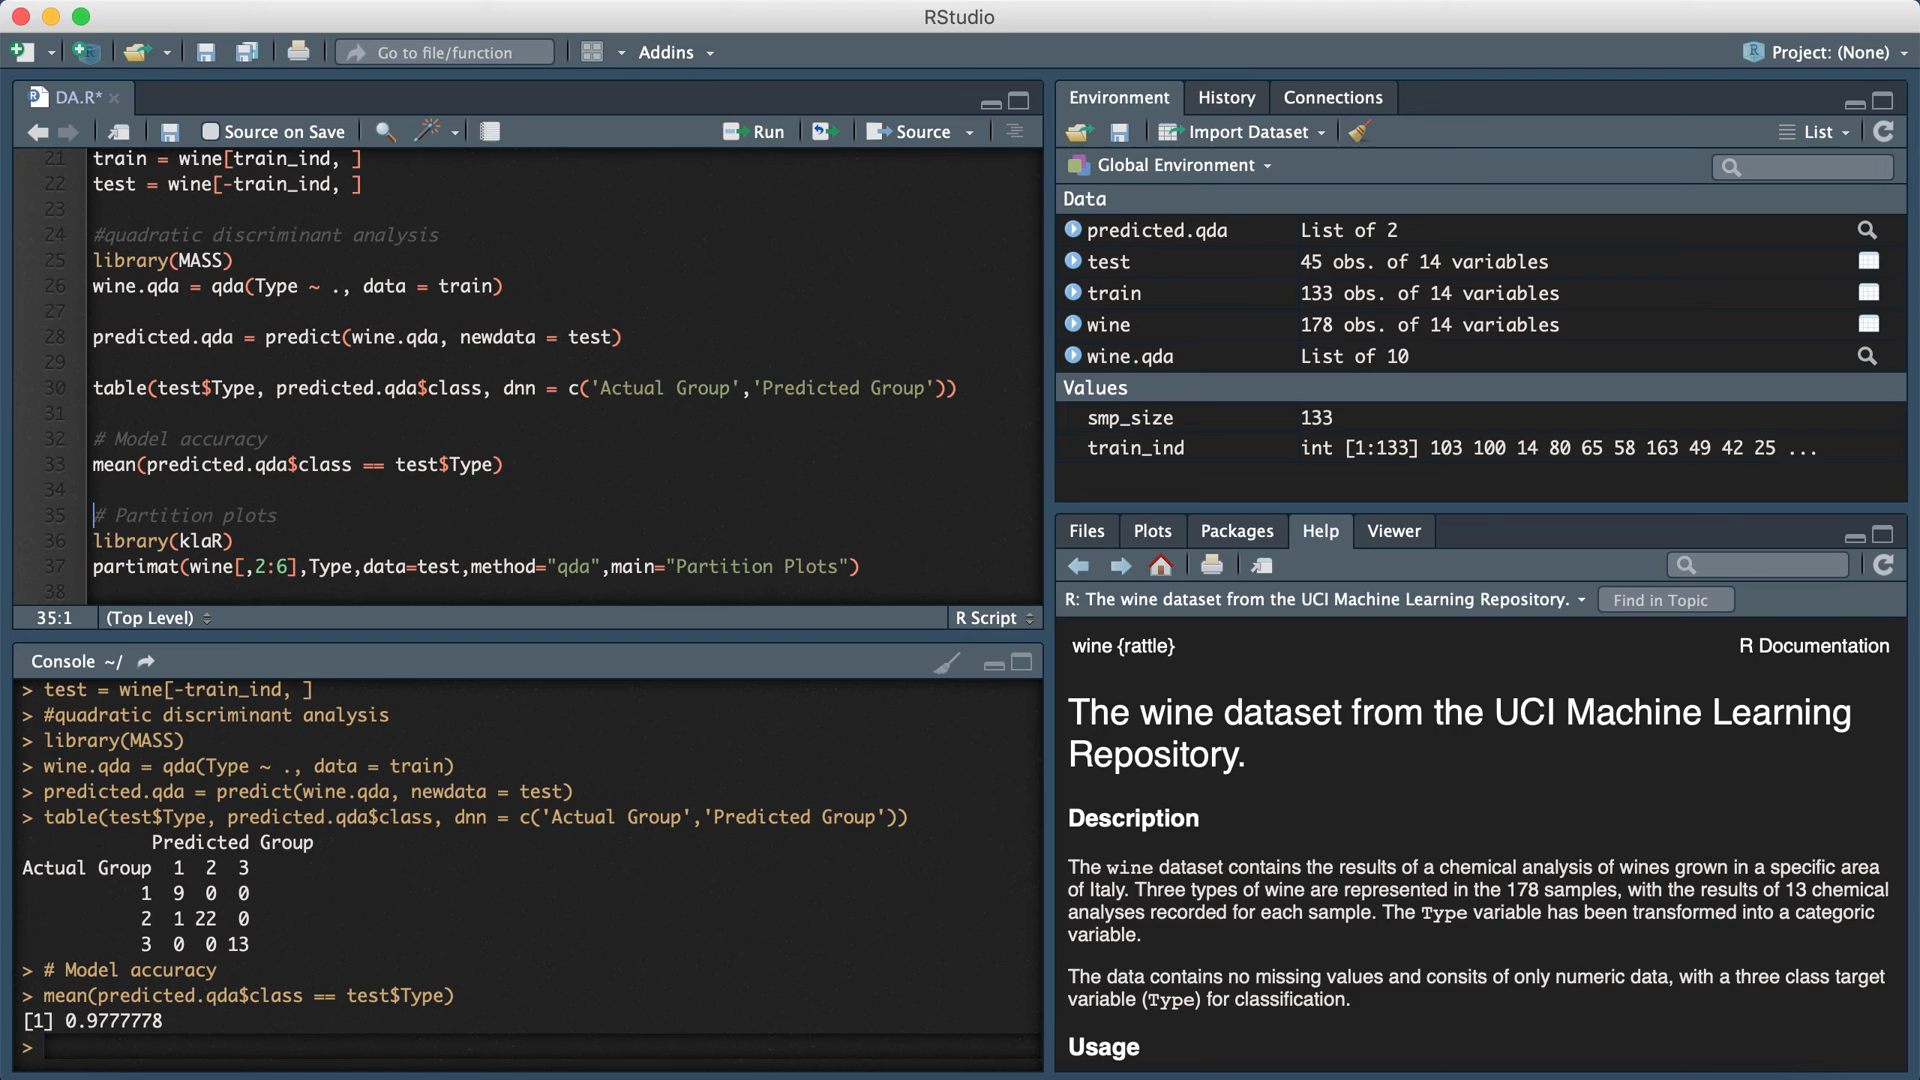 RStudio
Go to file/function
Addins
Project: (None)
DA.R*
Source on Save
Run
Source
21 train = wine[train_ind, ]
22 test = wine[-train_ind, ]
23
24 #quadratic discriminant analysis
25 library(MASS)
26 wine.qda = qda(Type ~ ., data = train)
27
28 predicted.qda = predict(wine.qda, newdata = test)
29
30 table(test$Type, predicted.qda$class, dnn = c('Actual Group','Predicted Group'))
31
32 # Model accuracy
33 mean(predicted.qda$class == test$Type)
34
35 # Partition plots
36 library(klaR)
37 partimat(wine[,2:6],Type,data=test,method="qda",main="Partition Plots")
38
35:1 (Top Level) R Script
Console ~/
> test = wine[-train_ind, ]
> #quadratic discriminant analysis
> library(MASS)
> wine.qda = qda(Type ~ ., data = train)
> predicted.qda = predict(wine.qda, newdata = test)
> table(test$Type, predicted.qda$class, dnn = c('Actual Group','Predicted Group'))
Predicted Group
Actual Group 1 2 3
1 9 0 0
2 1 22 0
3 0 0 13
> # Model accuracy
> mean(predicted.qda$class == test$Type)
[1] 0.9777778
>
Environment History Connections
Import Dataset List
Global Environment
Data
predicted.qda List of 2
test 45 obs. of 14 variables
train 133 obs. of 14 variables
wine 178 obs. of 14 variables
wine.qda List of 10
Values
smp_size 133
train_ind int [1:133] 103 100 14 80 65 58 163 49 42 25 ...
Files Plots Packages Help Viewer
R: The wine dataset from the UCI Machine Learning Repository. Find in Topic
wine {rattle} R Documentation
The wine dataset from the UCI Machine Learning
Repository.
Description
The wine dataset contains the results of a chemical analysis of wines grown in a specific area
of Italy. Three types of wine are represented in the 178 samples, with the results of 13 chemical
analyses recorded for each sample. The Type variable has been transformed into a categoric
variable.
The data contains no missing values and consits of only numeric data, with a three class target
variable (Type) for classification.
Usage